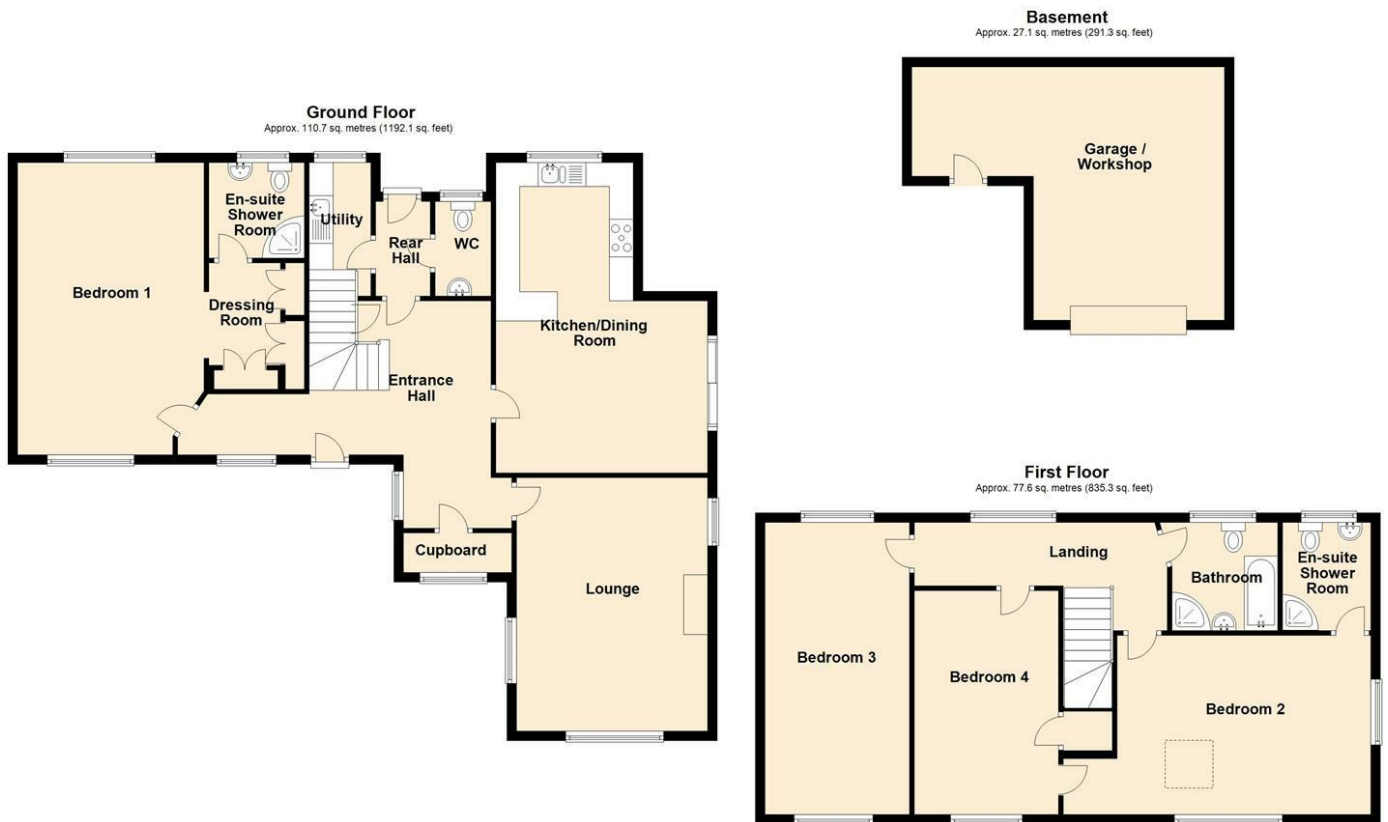 Basement
Approx. 27.1 sq. metres (291.3 sq. feet)
Garage /
Workshop
Ground Floor
Approx. 110.7 sq. metres (1192.1 sq. feet)
En-suite
Shower
Room
Utility
Rear
Hall
WC
Bedroom 1
Dressing
Room
Kitchen/Dining
Room
Entrance
Hall
Cupboard
Lounge
First Floor
Approx. 77.6 sq. metres (835.3 sq. feet)
Landing
Bathroom
En-suite
Shower
Room
Bedroom 3
Bedroom 4
Bedroom 2